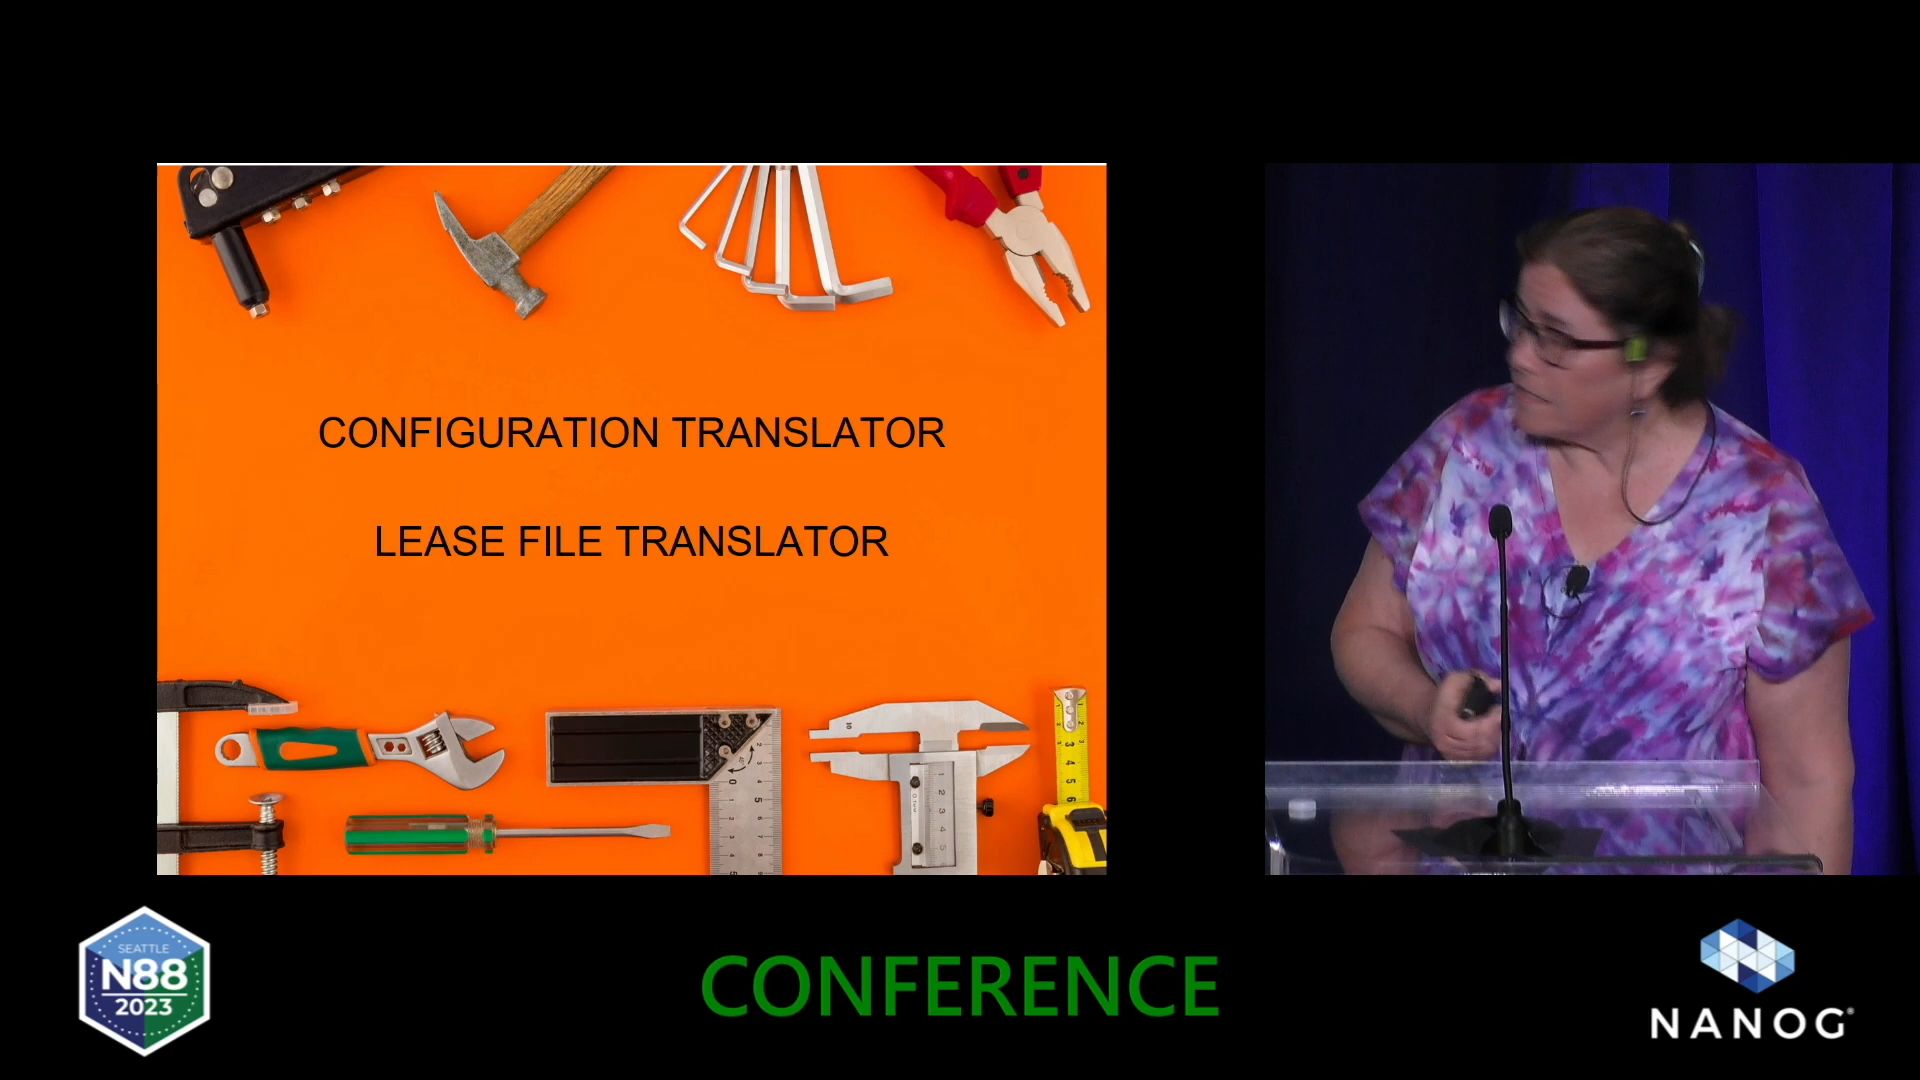 CONFIGURATION TRANSLATOR
LEASE FILE TRANSLATOR
SEATTLE
N88
2023
CONFERENCE
NANOG®